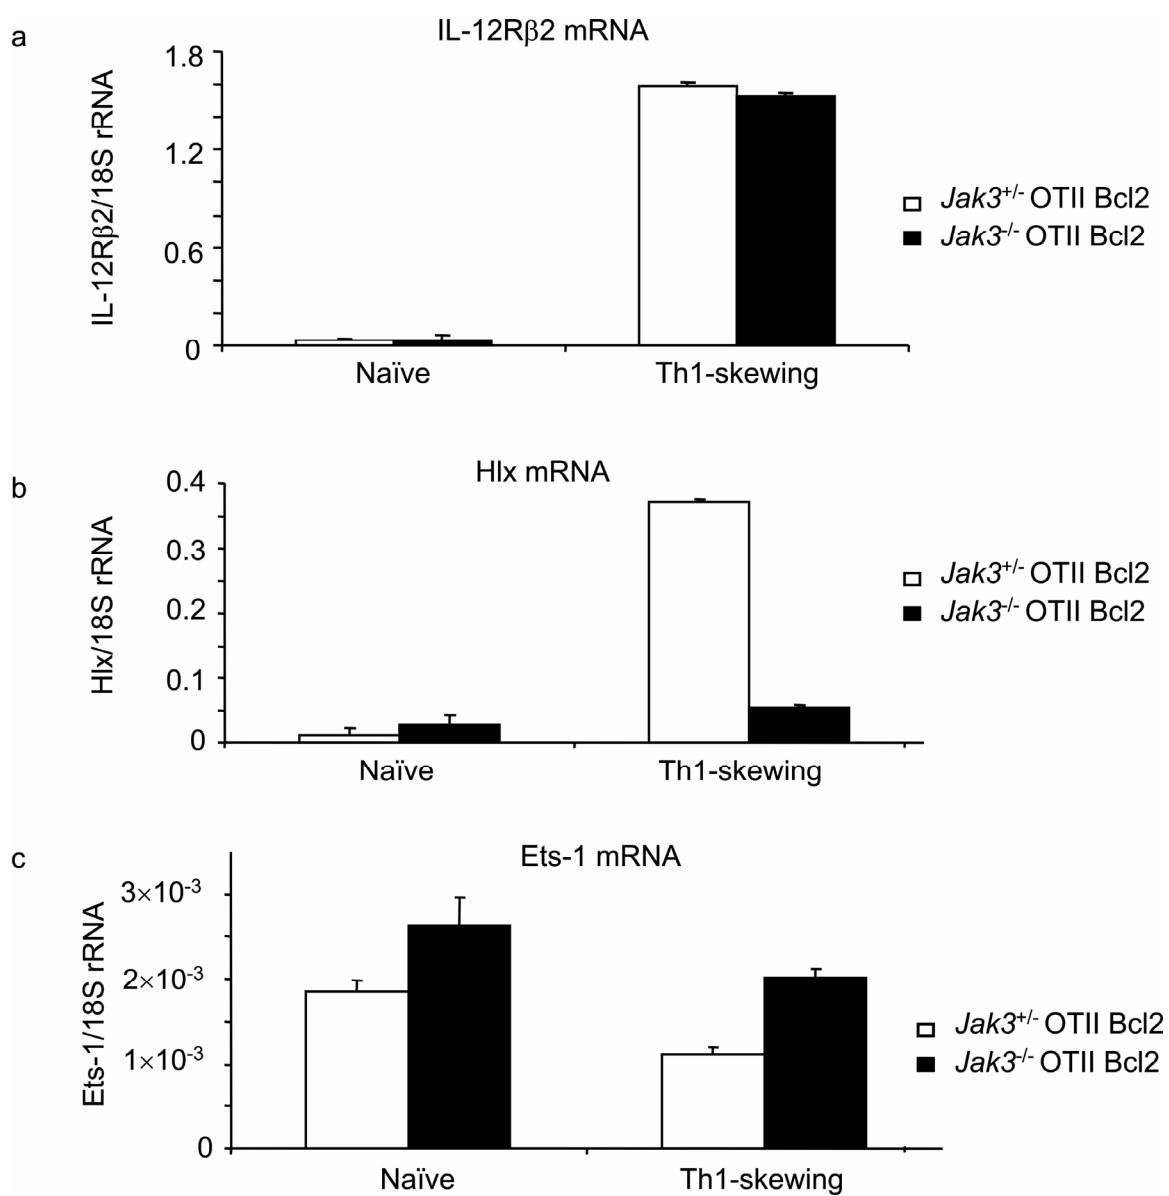 a
IL-12Rβ2 mRNA
IL-12Rβ2/18S rRNA
1.8
1.2
0.6
0
Naïve
Th1-skewing
Jak3+/- OTII Bcl2
Jak3-/- OTII Bcl2
b
Hlx mRNA
Hlx/18S rRNA
0.4
0.3
0.2
0.1
0
Naïve
Th1-skewing
Jak3+/- OTII Bcl2
Jak3-/- OTII Bcl2
c
Ets-1 mRNA
Ets-1/18S rRNA
3×10-3
2×10-3
1×10-3
0
Naïve
Th1-skewing
Jak3+/- OTII Bcl2
Jak3-/- OTII Bcl2